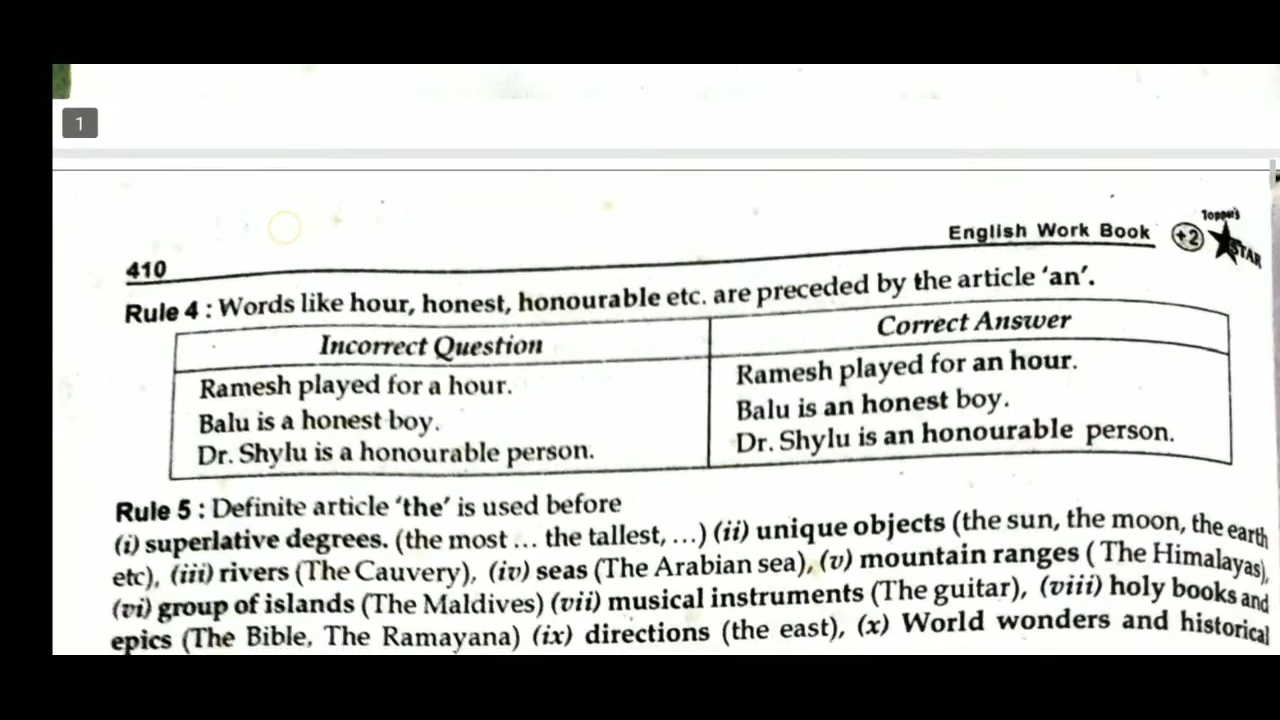 1
English Work Book +2 Topper's STAR
410
Rule 4 : Words like hour, honest, honourable etc. are preceded by the article 'an'.
Incorrect Question Correct Answer
Ramesh played for a hour. Ramesh played for an hour.
Balu is a honest boy. Balu is an honest boy.
Dr. Shylu is a honourable person. Dr. Shylu is an honourable person.
Rule 5 : Definite article 'the' is used before
(i) superlative degrees. (the most ... the tallest, ...) (ii) unique objects (the sun, the moon, the earth
etc), (iii) rivers (The Cauvery), (iv) seas (The Arabian sea), (v) mountain ranges ( The Himalayas),
(vi) group of islands (The Maldives) (vii) musical instruments (The guitar), (viii) holy books and
epics (The Bible, The Ramayana) (ix) directions (the east), (x) World wonders and historical